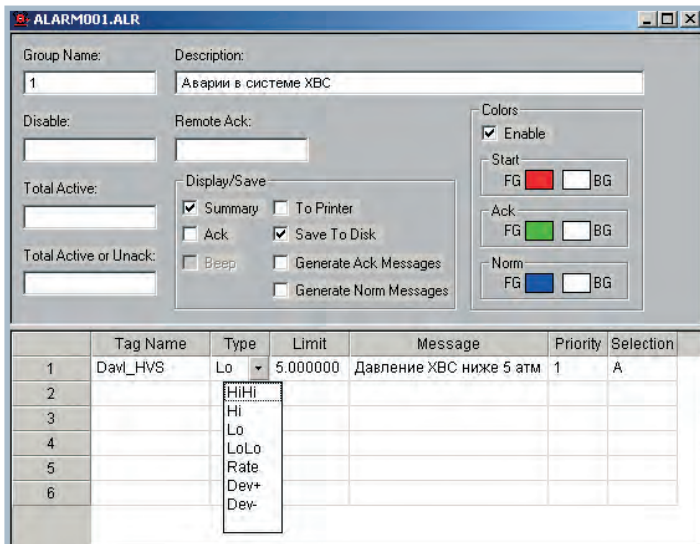 ALARM001.ALR
Group Name: Description:
1 Аварии в системе ХВС
Disable: Remote Ack:
Colors
Enable
Start
FG BG
Total Active:
Display/Save
Summary To Printer
Ack
FG BG
Ack Save To Disk
Total Active or Unack:
Beep Generate Ack Messages
Norm
FG BG
Generate Norm Messages
Tag Name Type Limit Message Priority Selection
1 Davl_HVS Lo 5.000000 Давление ХВС ниже 5 атм 1 A
2 HiHi
Hi
3 Lo
4 LoLo
5 Rate
6 Dev+
Dev-